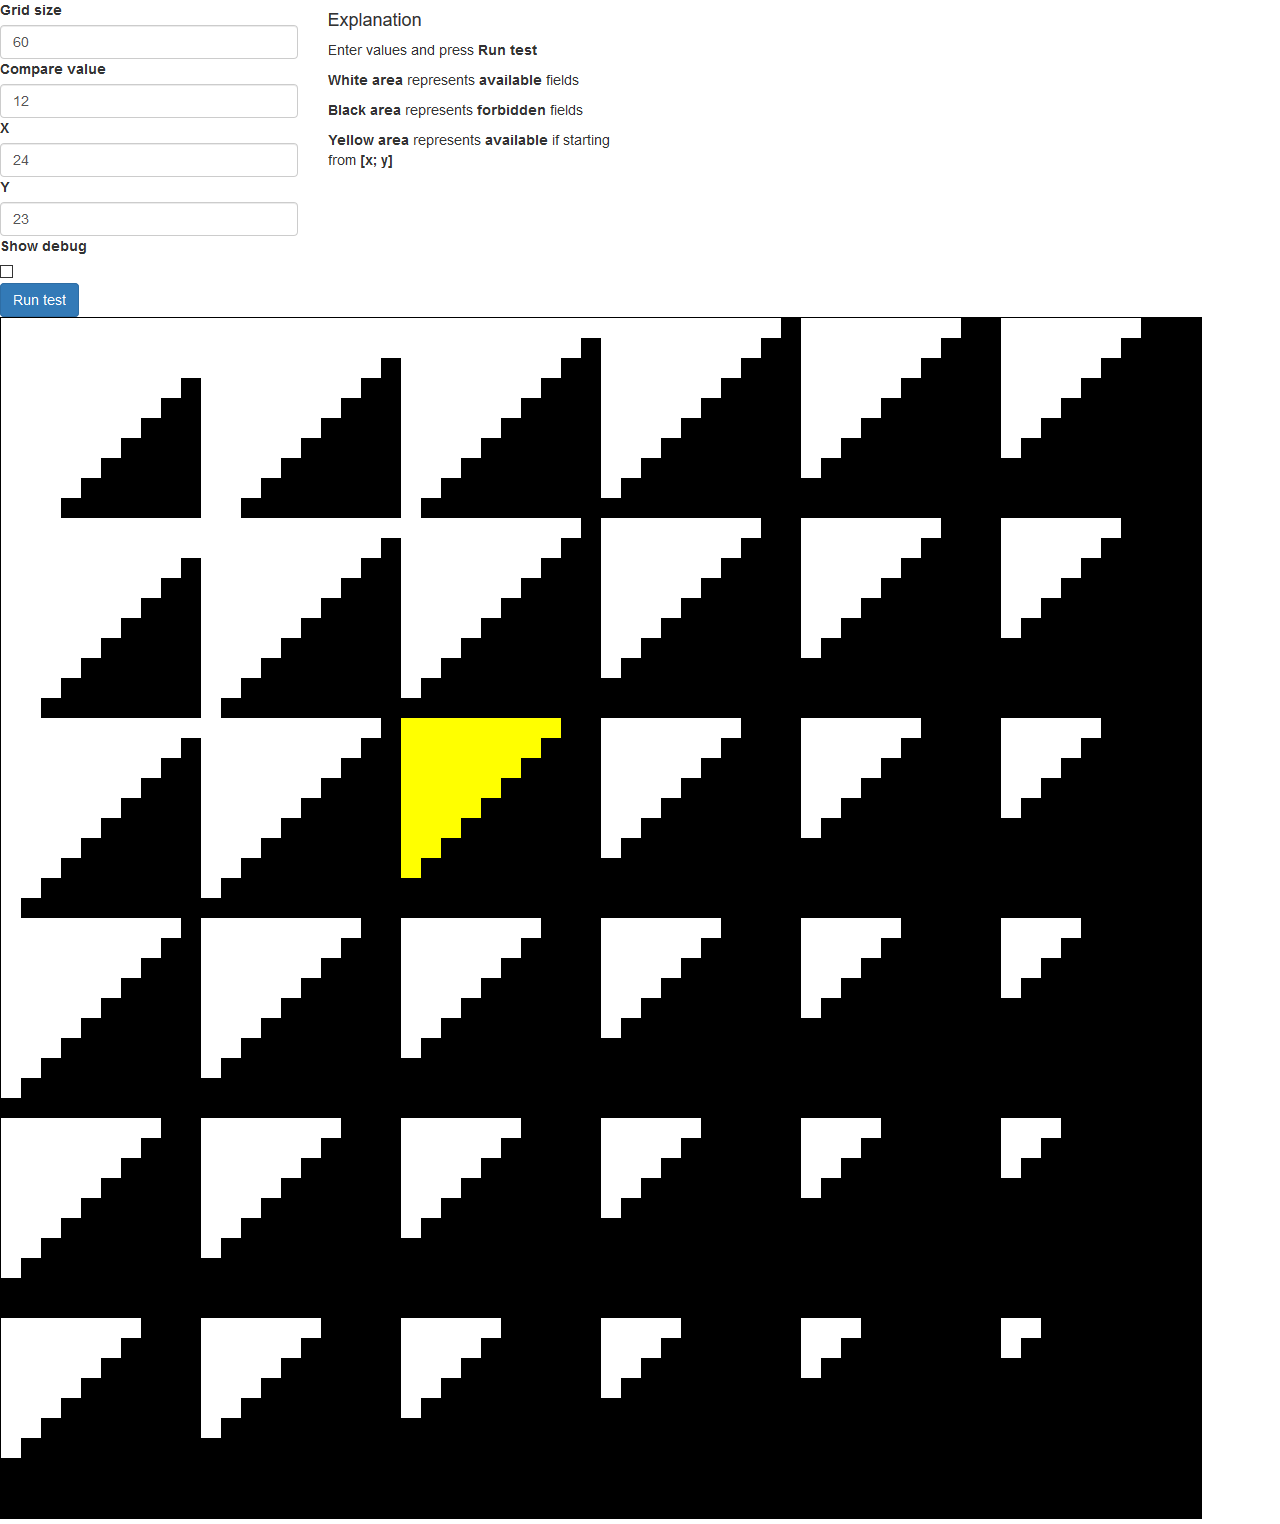 Grid size
60
Compare value
12
X
24
Y
23
Show debug
Run test
Explanation
Enter values and press Run test
White area represents available fields
Black area represents forbidden fields
Yellow area represents available if starting
from [x; y]